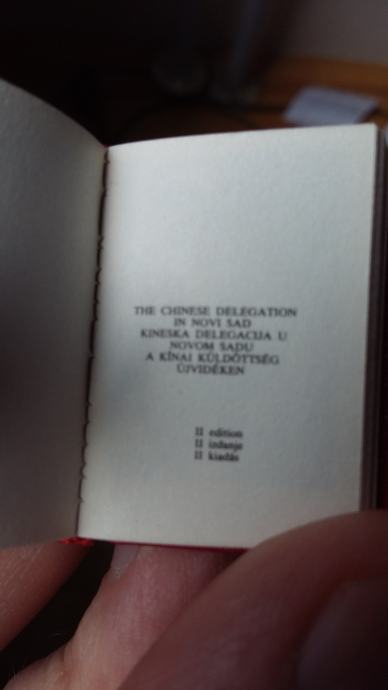 THE CHINESE DELEGATION
IN NOVI SAD
KINESKA DELEGACIJA U
NOVOM SADU
A KÍNAI KÜLDÖTTSÉG
ÚJVIDÉKEN
II edition
II izdanje
II kiadás